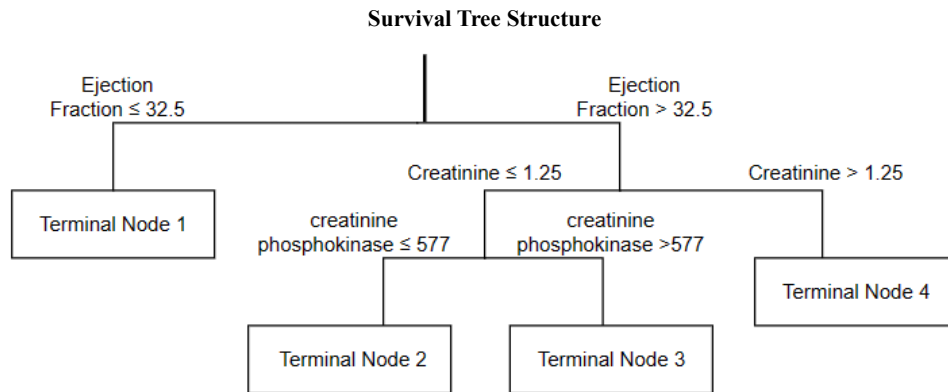 Survival Tree Structure
Ejection
Fraction ≤ 32.5
Ejection
Fraction > 32.5
Creatinine ≤ 1.25
Creatinine > 1.25
Terminal Node 1
creatinine
phosphokinase ≤ 577
creatinine
phosphokinase >577
Terminal Node 4
Terminal Node 2
Terminal Node 3